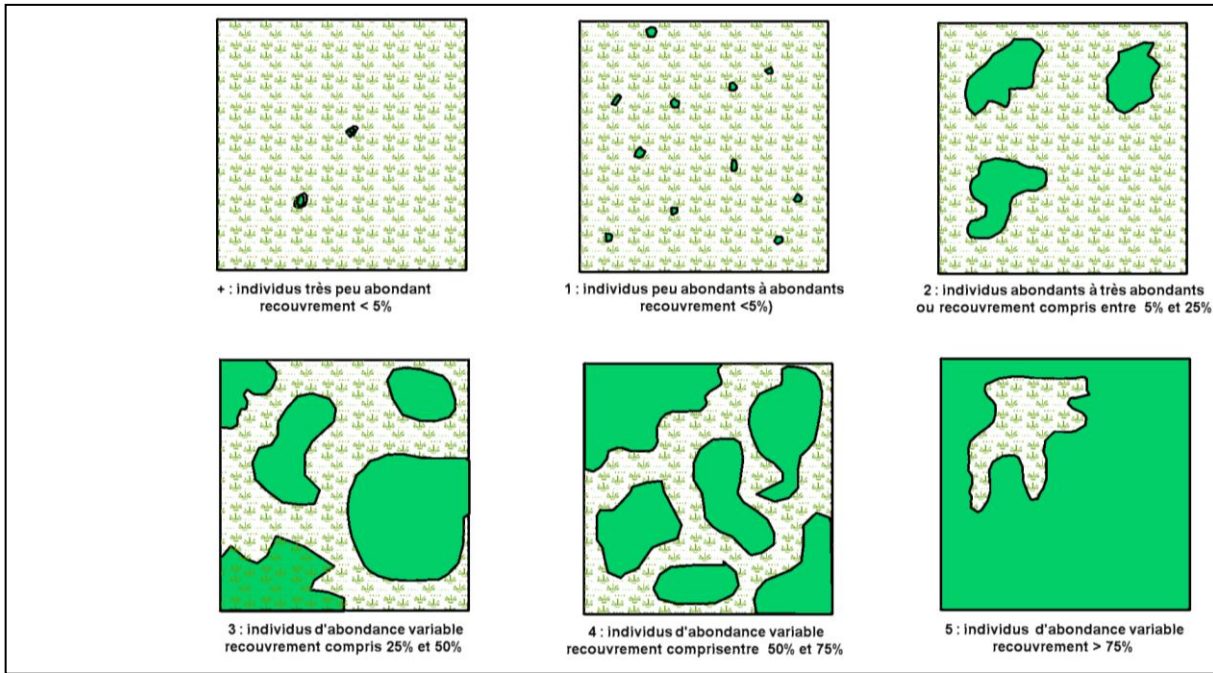 + : individus très peu abondant
recouvrement < 5%
1 : individus peu abondants à abondants
recouvrement <5%)
2 : individus abondants à très abondants
ou recouvrement compris entre 5% et 25%
3 : individus d'abondance variable
recouvrement compris 25% et 50%
4 : individus d'abondance variable
recouvrement comprisentre 50% et 75%
5 : individus d'abondance variable
recouvrement > 75%